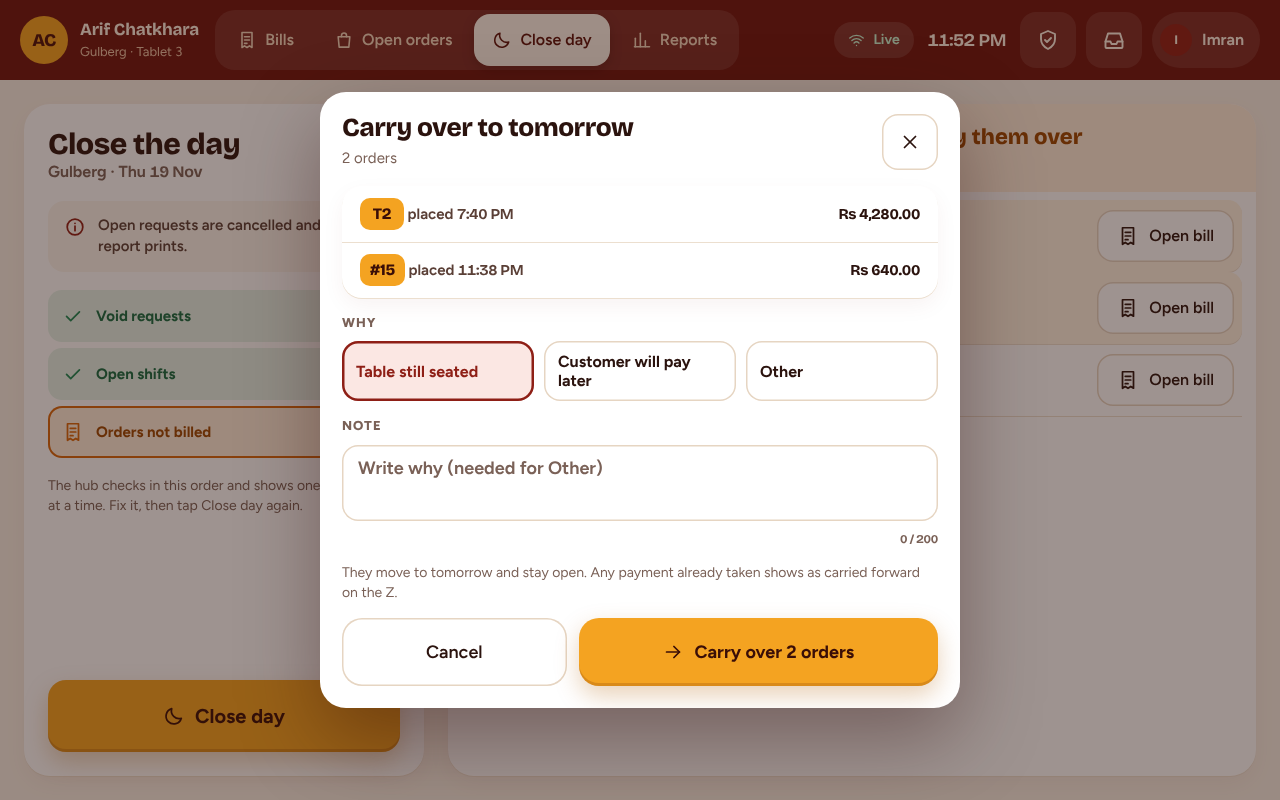 AC
Arif Chatkhara
Gulberg · Tablet 3
Bills
Open orders
Close day
Reports
Live
11:52 PM
I
Imran
Close the day
Gulberg · Thu 19 Nov
Open requests are cancelled and
report prints.
Void requests
Open shifts
Orders not billed
The hub checks in this order and shows one
at a time. Fix it, then tap Close day again.
Close day
them over
Open bill
Open bill
Open bill
Carry over to tomorrow
2 orders
T2 placed 7:40 PM Rs 4,280.00
#15 placed 11:38 PM Rs 640.00
WHY
Table still seated
Customer will pay
later
Other
NOTE
Write why (needed for Other)
0 / 200
They move to tomorrow and stay open. Any payment already taken shows as carried forward
on the Z.
Cancel
Carry over 2 orders